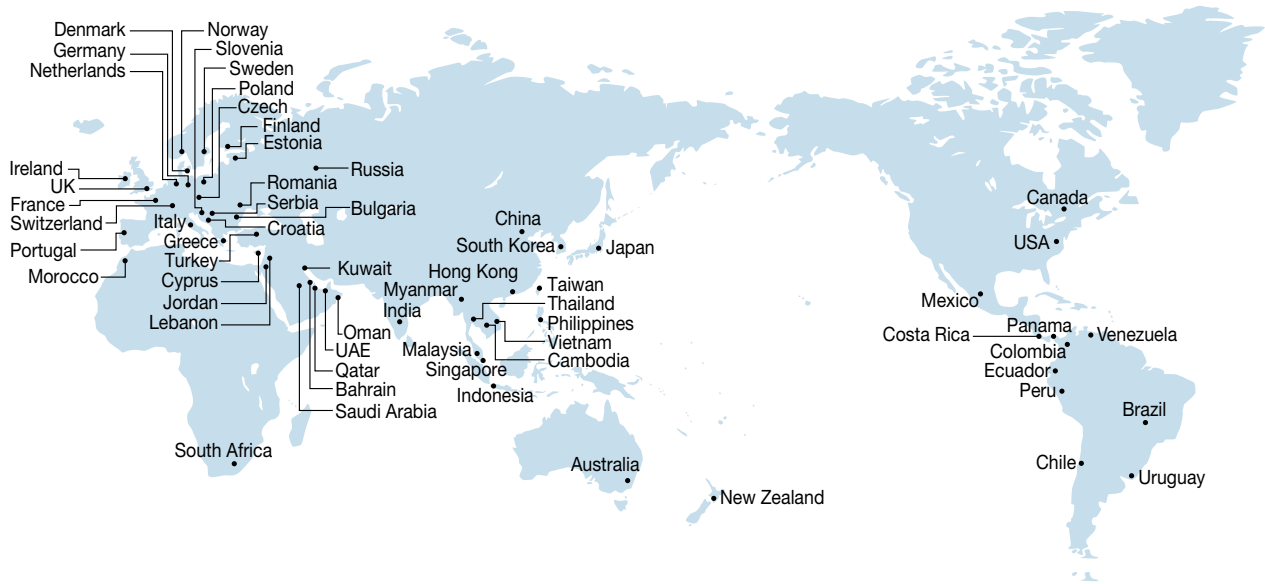 Denmark
Norway
Germany
Slovenia
Netherlands
Sweden
Poland
Czech
Finland
Estonia
Ireland
Russia
UK
Romania
France
Serbia
Bulgaria
Switzerland
Italy
Croatia
Portugal
Greece
Turkey
Morocco
Cyprus
Jordan
Lebanon
Kuwait
Oman
UAE
Qatar
Bahrain
Saudi Arabia
South Africa
China
South Korea
Japan
Hong Kong
Myanmar
Taiwan
India
Thailand
Philippines
Vietnam
Malaysia
Cambodia
Singapore
Indonesia
Australia
New Zealand
Canada
USA
Mexico
Panama
Costa Rica
Venezuela
Colombia
Ecuador
Peru
Brazil
Chile
Uruguay